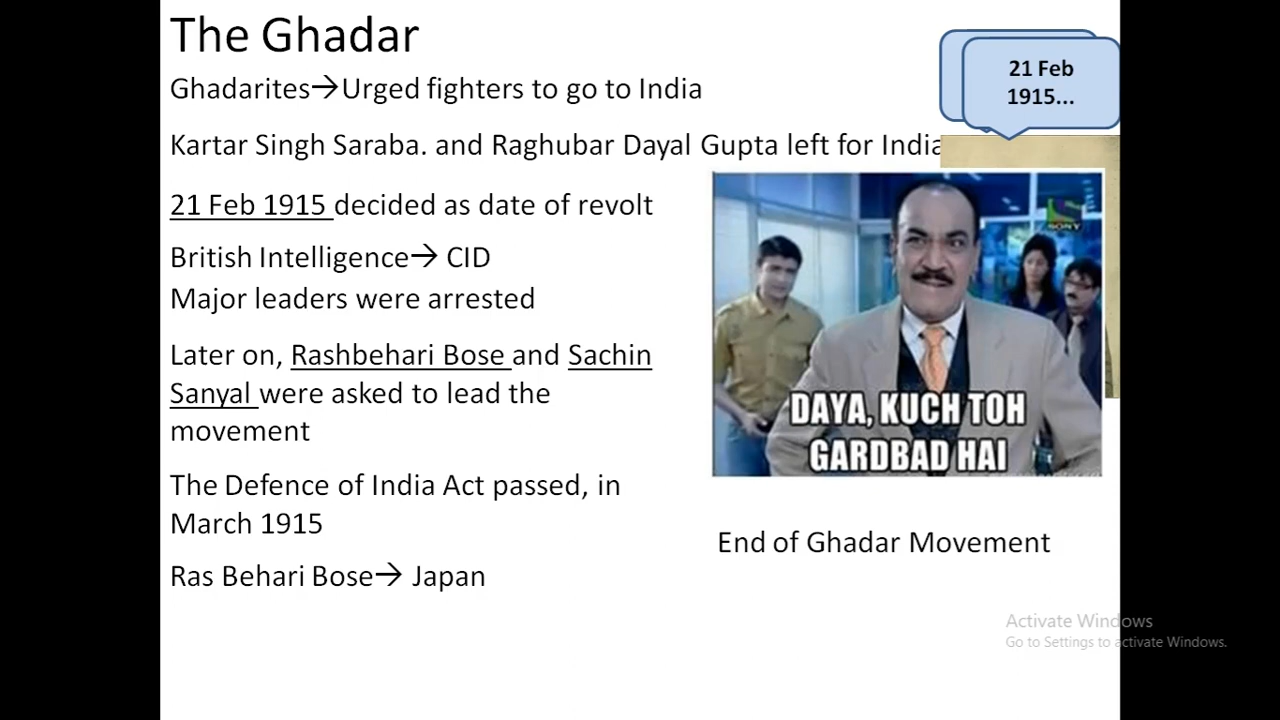 The Ghadar
Ghadarites→Urged fighters to go to India
21 Feb
1915...
Kartar Singh Saraba. and Raghubar Dayal Gupta left for India
21 Feb 1915 decided as date of revolt
British Intelligence→ CID
Major leaders were arrested
Later on, Rashbehari Bose and Sachin
Sanyal were asked to lead the
movement
The Defence of India Act passed, in
March 1915
Ras Behari Bose→ Japan
SONY
DAYA, KUCH TOH
GARDBAD HAI
End of Ghadar Movement
Activate Windows
Go to Settings to activate Windows.